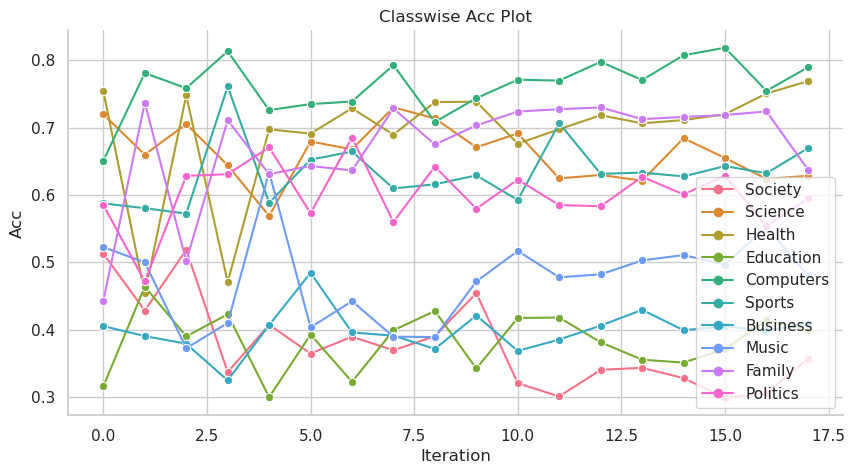 Classwise Acc Plot
0.8
0.7
0.6
0.5
0.4
0.3
Acc
Society
Science
Health
Education
Computers
Sports
Business
Music
Family
Politics
0.0 2.5 5.0 7.5 10.0 12.5 15.0 17.5
Iteration